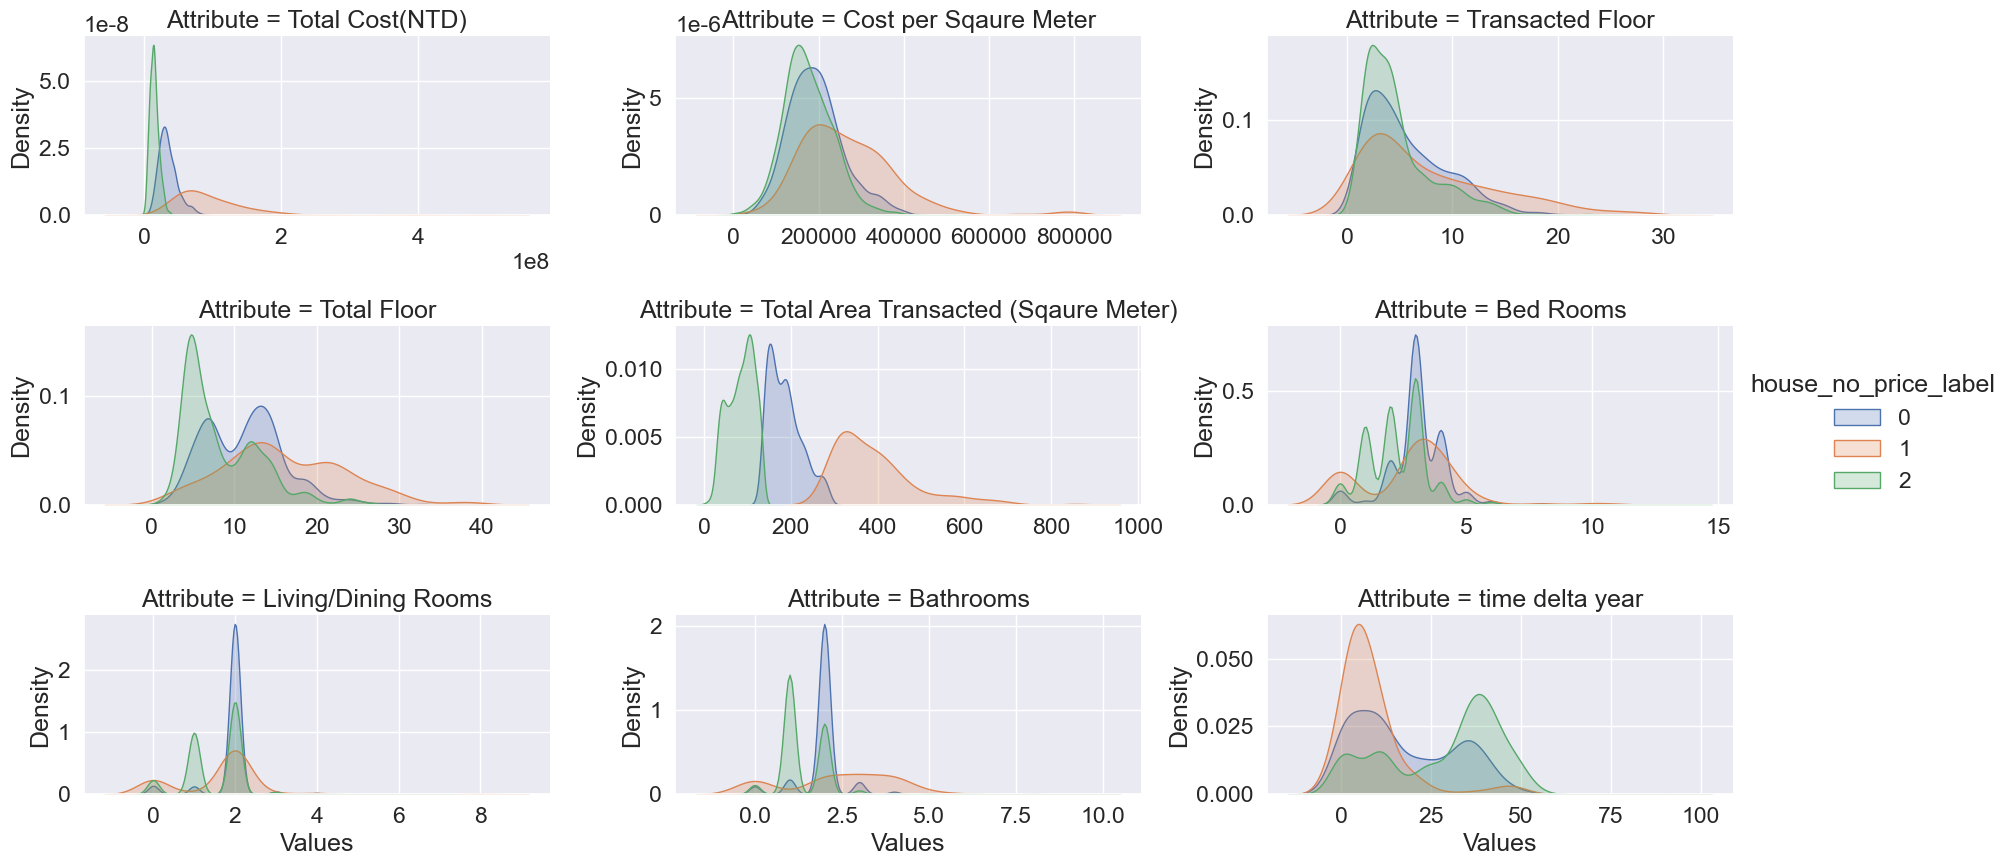 Attribute = Total Cost(NTD)
1e-8
Density
5.0
2.5
0.0
0 2 4
1e8
Attribute = Cost per Sqaure Meter
1e-6
Density
5
0
0 200000 400000 600000 800000
Attribute = Transacted Floor
Density
0.1
0.0
0 10 20 30
Attribute = Total Floor
Density
0.1
0.0
0 10 20 30 40
Attribute = Total Area Transacted (Sqaure Meter)
Density
0.010
0.005
0.000
0 200 400 600 800 1000
Attribute = Bed Rooms
Density
0.5
0.0
0 5 10 15
house_no_price_label
0
1
2
Attribute = Living/Dining Rooms
Density
2
1
0
0 2 4 6 8
Values
Attribute = Bathrooms
Density
2
1
0
0.0 2.5 5.0 7.5 10.0
Values
Attribute = time delta year
Density
0.050
0.025
0.000
0 25 50 75 100
Values